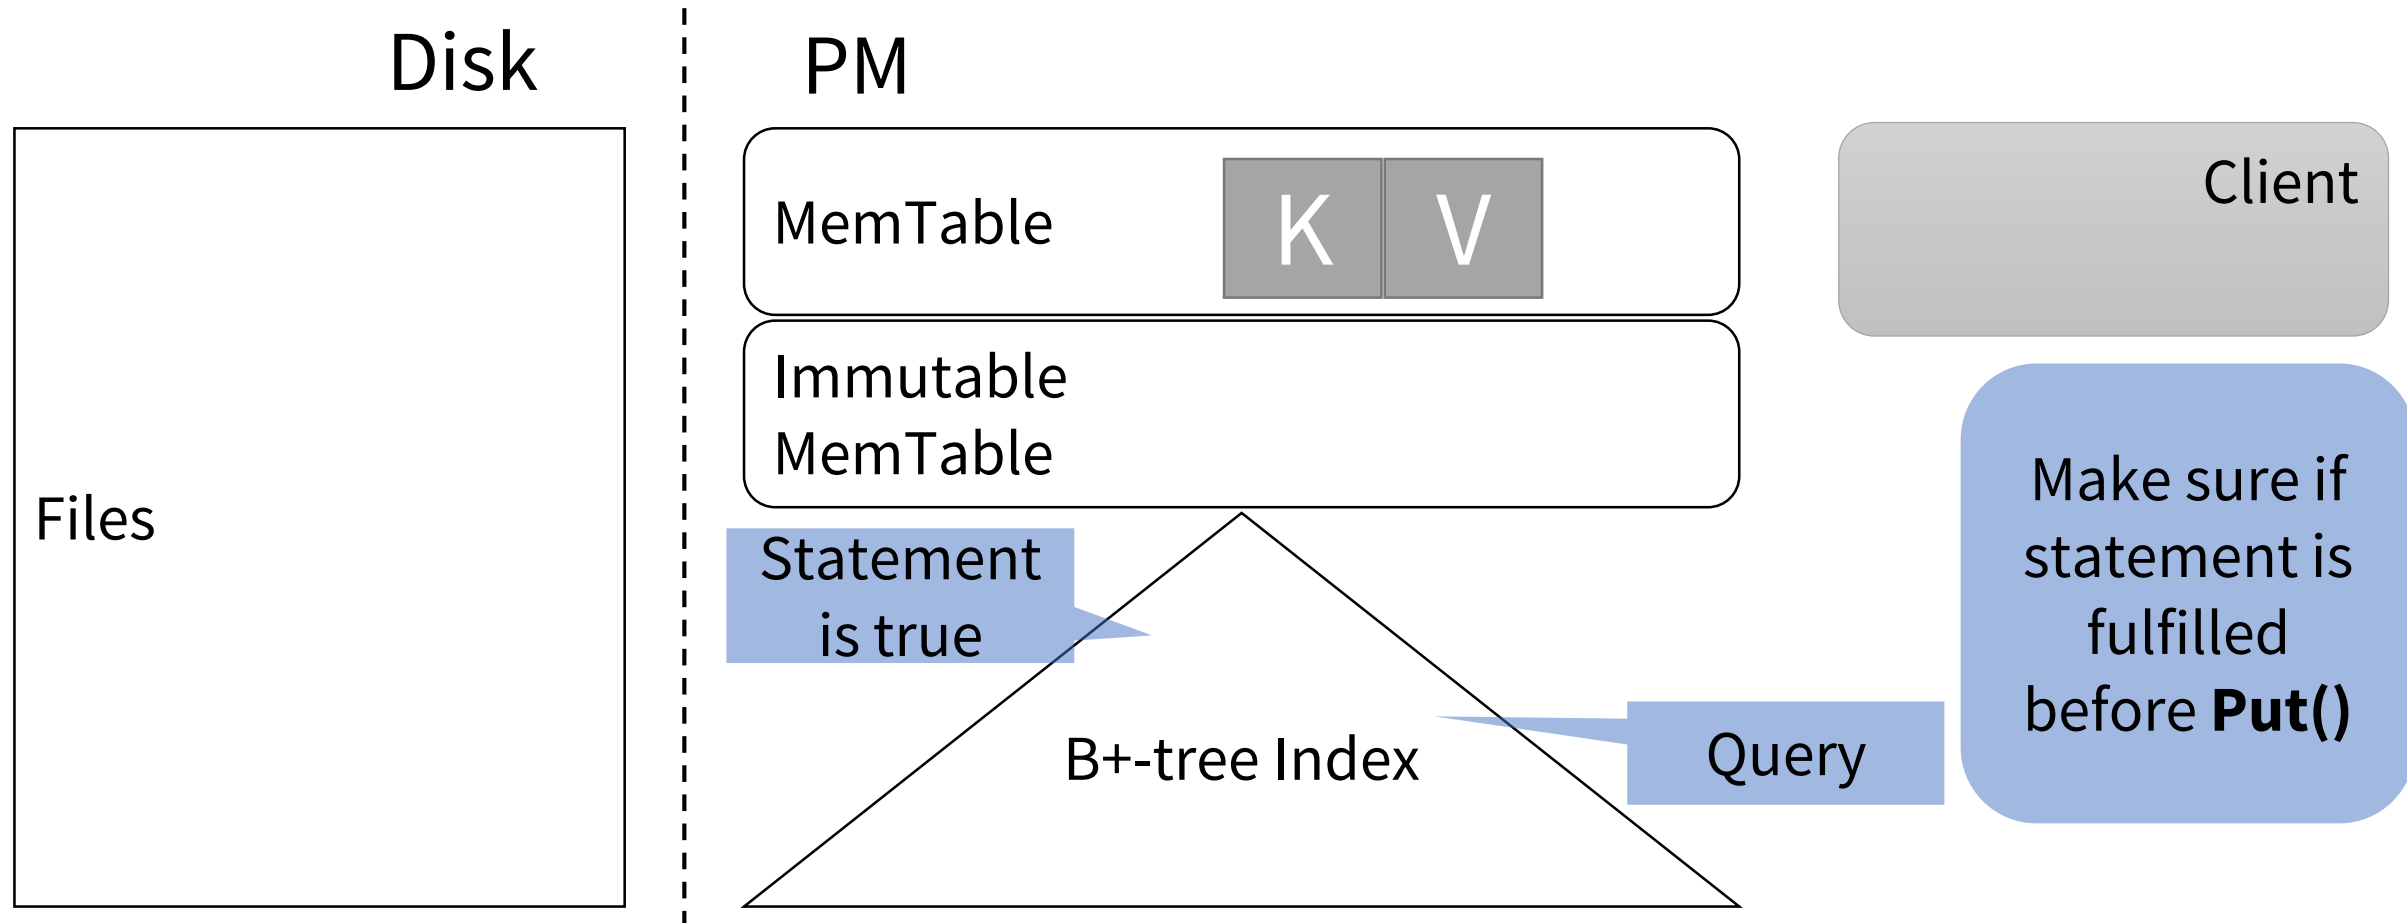 Disk
PM
MemTable
K
V
Client
Immutable
MemTable
Files
Statement
is true
B+-tree Index
Query
Make sure if
statement is
fulfilled
before Put()